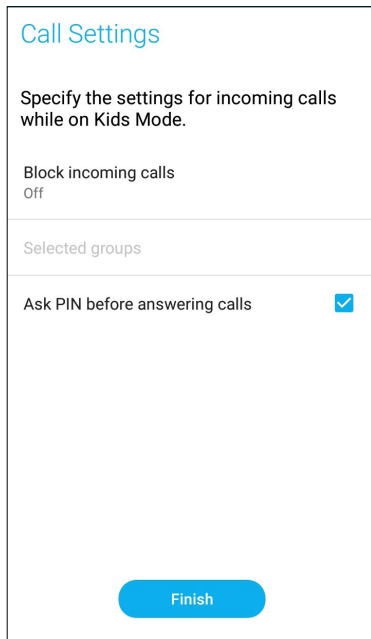 Call Settings
Specify the settings for incoming calls
while on Kids Mode.
Block incoming calls
Off
Selected groups
Ask PIN before answering calls
Finish